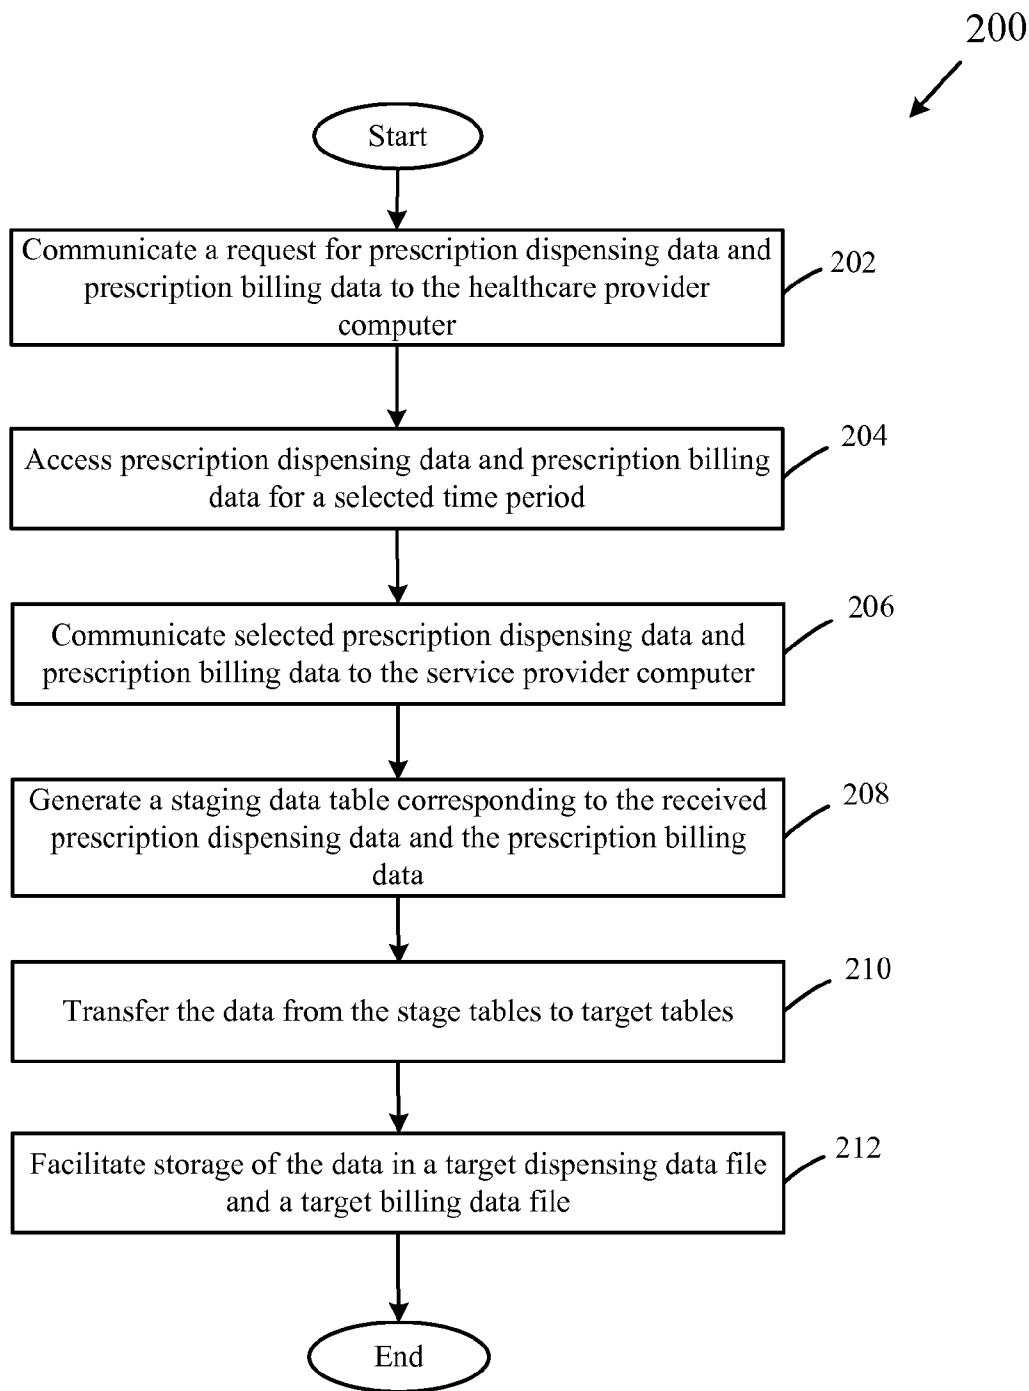 200
Start
Communicate a request for prescription dispensing data and
prescription billing data to the healthcare provider
computer
202
Access prescription dispensing data and prescription billing
data for a selected time period
204
Communicate selected prescription dispensing data and
prescription billing data to the service provider computer
206
Generate a staging data table corresponding to the received
prescription dispensing data and the prescription billing
data
208
Transfer the data from the stage tables to target tables
210
Facilitate storage of the data in a target dispensing data file
and a target billing data file
212
End